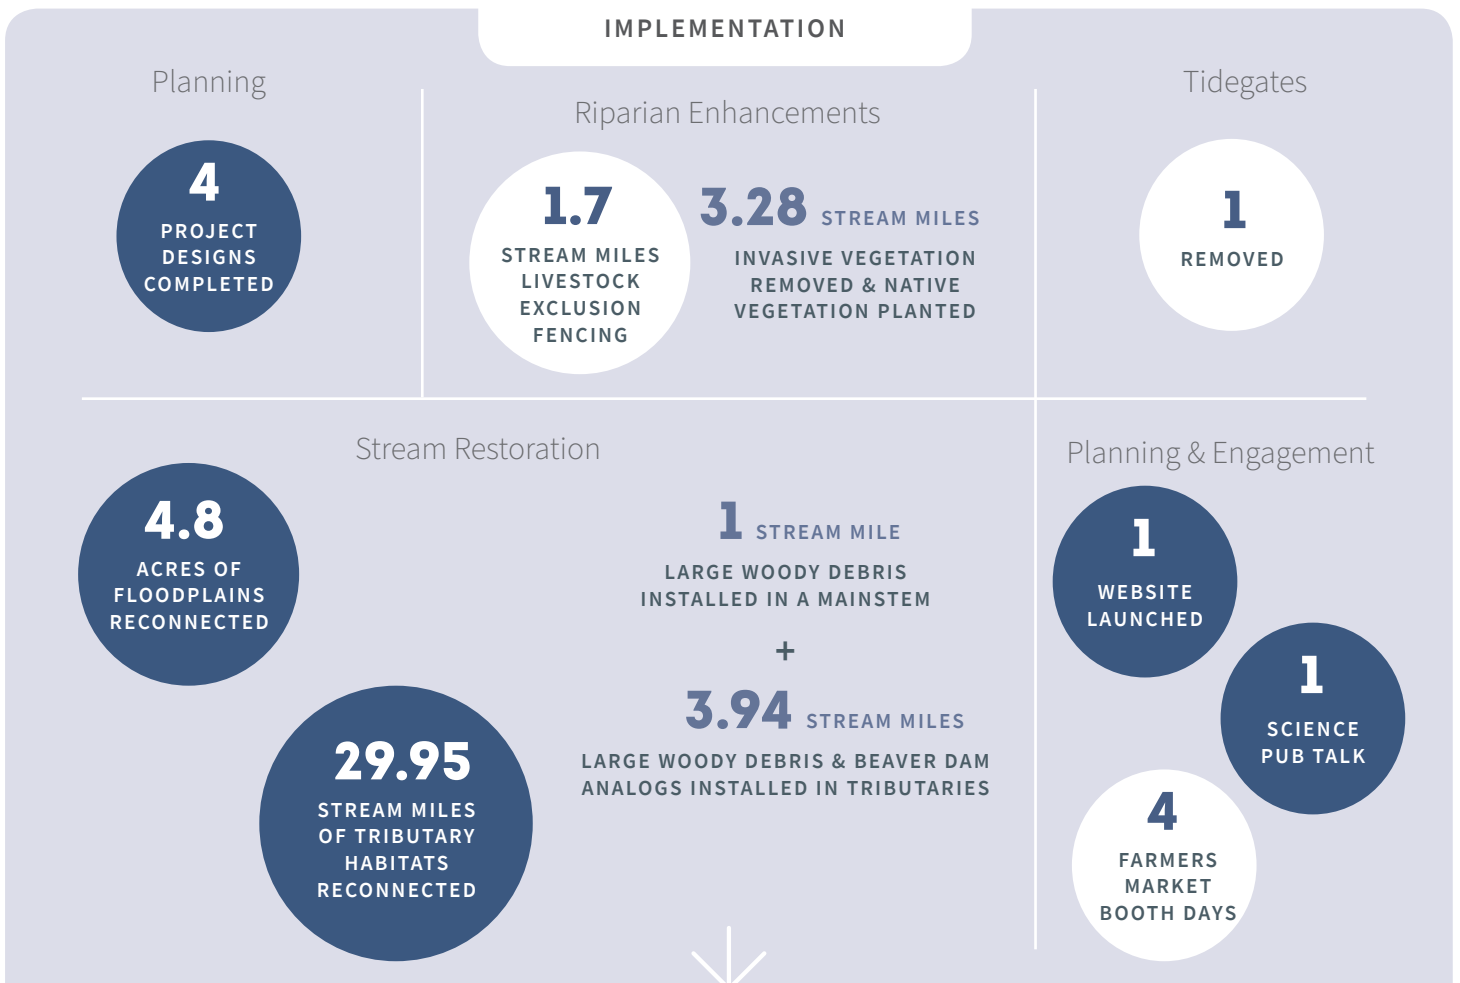 IMPLEMENTATION
Planning
4
PROJECT
DESIGNS
COMPLETED
Riparian Enhancements
1.7
STREAM MILES
LIVESTOCK
EXCLUSION
FENCING
3.28 STREAM MILES
INVASIVE VEGETATION
REMOVED & NATIVE
VEGETATION PLANTED
Tidegates
1
REMOVED
Stream Restoration
4.8
ACRES OF
FLOODPLAINS
RECONNECTED
29.95
STREAM MILES
OF TRIBUTARY
HABITATS
RECONNECTED
1 STREAM MILE
LARGE WOODY DEBRIS
INSTALLED IN A MAINSTEM
+
3.94 STREAM MILES
LARGE WOODY DEBRIS & BEAVER DAM
ANALOGS INSTALLED IN TRIBUTARIES
Planning & Engagement
1
WEBSITE
LAUNCHED
1
SCIENCE
PUB TALK
4
FARMERS
MARKET
BOOTH DAYS